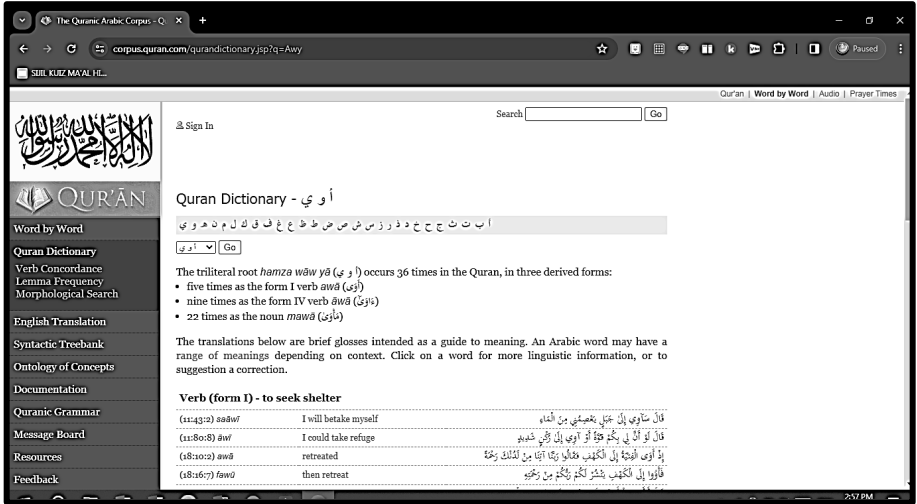 The Quranic Arabic Corpus - Q
corpus.quran.com/qurandictionary.jsp?q=Awy
Paused
SIJIL KUIZ MA'AL HI...
Qur'an | Word by Word | Audio | Prayer Times
Search Go
Sign In
QUR'ĀN
Quran Dictionary - أ و ي
أ ب ت ث ج ح خ د ذ ر ز س ش ص ض ط ظ ع غ ف ق ك ل م ن ه و ي
أ و ي Go
The triliteral root hamza wāw yā (أ و ي) occurs 36 times in the Quran, in three derived forms:
• five times as the form I verb awā (أَوَى)
• nine times as the form IV verb āwā (ءَاوَىٰ)
• 22 times as the noun mawā (مَأْوَىٰ)
The translations below are brief glosses intended as a guide to meaning. An Arabic word may have a
range of meanings depending on context. Click on a word for more linguistic information, or to
suggestion a correction.
Verb (form I) - to seek shelter
(11:43:2) saāwī I will betake myself قَالَ سَآوِي إِلَىٰ جَبَلٍ يَعْصِمُنِي مِنَ الْمَاءِ
(11:80:8) āwī I could take refuge قَالَ لَوْ أَنَّ لِي بِكُمْ قُوَّةً أَوْ آوِي إِلَىٰ رُكْنٍ شَدِيدٍ
(18:10:2) awā retreated إِذْ أَوَى الْفِتْيَةُ إِلَى الْكَهْفِ فَقَالُوا رَبَّنَا آتِنَا مِنْ لَدُنْكَ رَحْمَةً
(18:16:7) fawū then retreat فَأْوُوا إِلَى الْكَهْفِ يَنْشُرْ لَكُمْ رَبُّكُمْ مِنْ رَحْمَتِهِ
Word by Word
Quran Dictionary
Verb Concordance
Lemma Frequency
Morphological Search
English Translation
Syntactic Treebank
Ontology of Concepts
Documentation
Quranic Grammar
Message Board
Resources
Feedback
2:57 PM